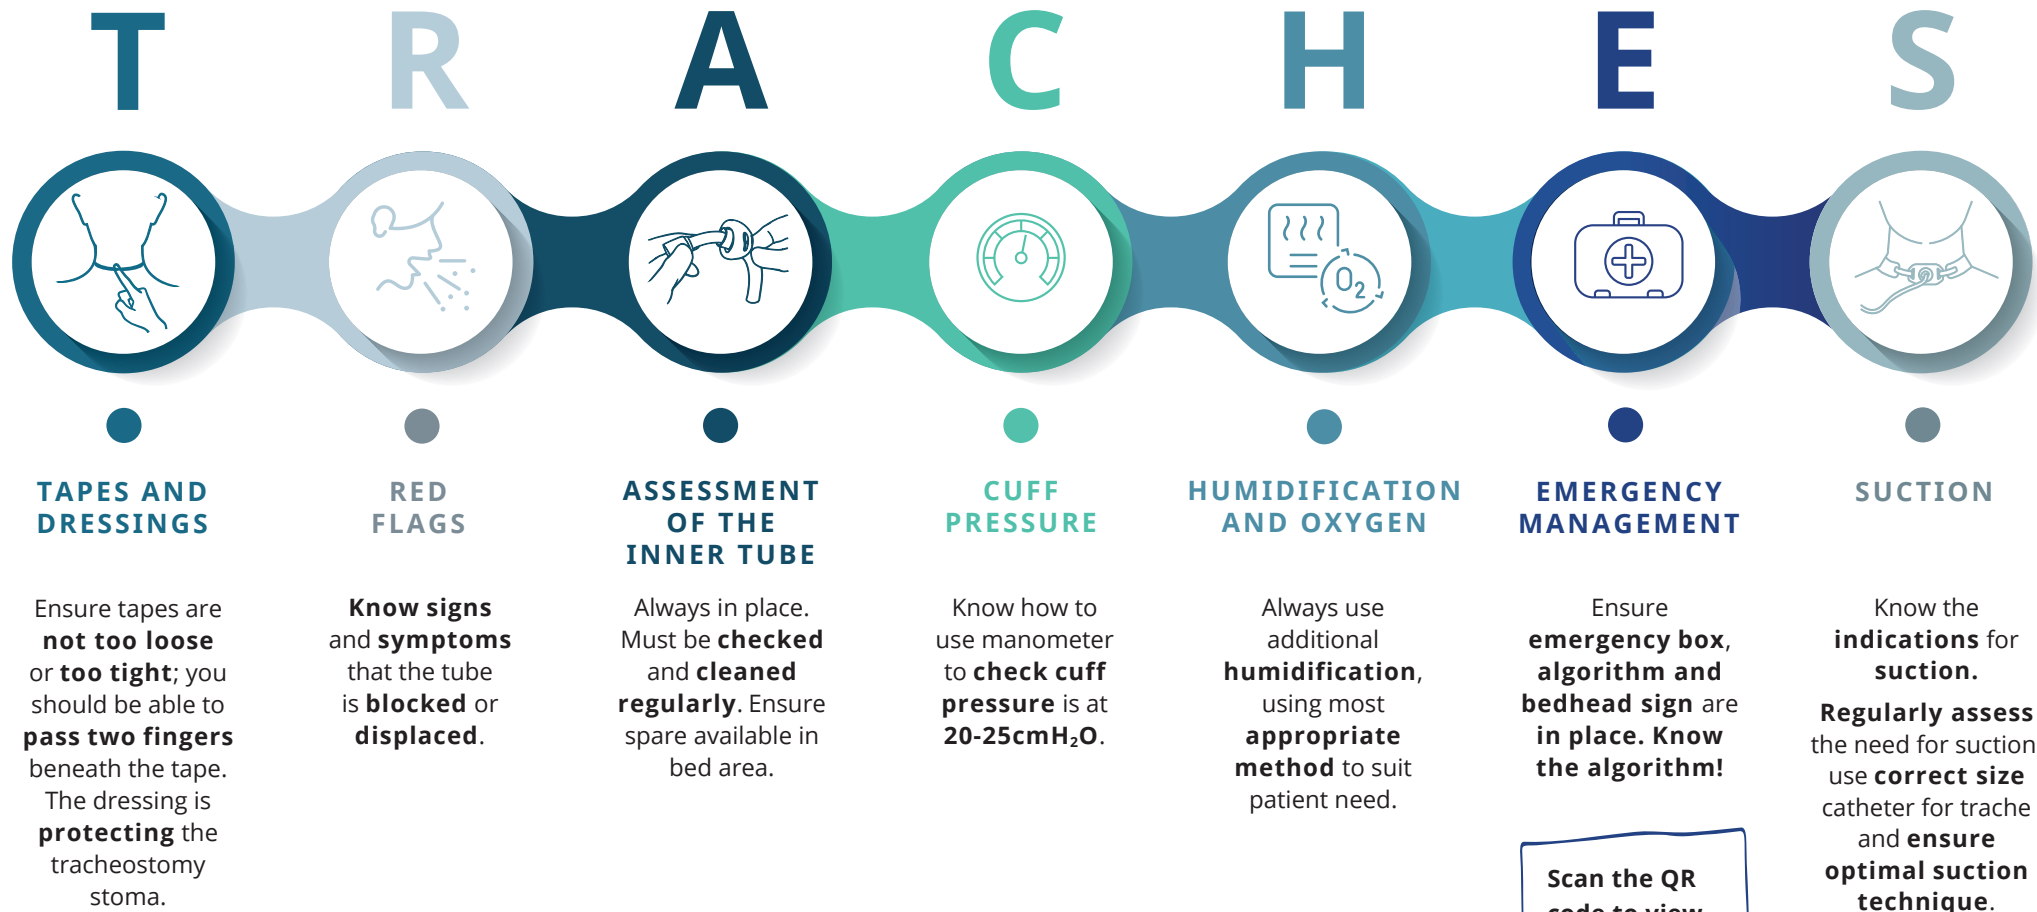 T
R
A
C
H
E
S
O₂
TAPES AND
DRESSINGS
Ensure tapes are
not too loose
or too tight; you
should be able to
pass two fingers
beneath the tape.
The dressing is
protecting the
tracheostomy
stoma.
RED
FLAGS
Know signs
and symptoms
that the tube
is blocked or
displaced.
ASSESSMENT
OF THE
INNER TUBE
Always in place.
Must be checked
and cleaned
regularly. Ensure
spare available in
bed area.
CUFF
PRESSURE
Know how to
use manometer
to check cuff
pressure is at
20-25cmH₂O.
HUMIDIFICATION
AND OXYGEN
Always use
additional
humidification,
using most
appropriate
method to suit
patient need.
EMERGENCY
MANAGEMENT
Ensure
emergency box,
algorithm and
bedhead sign are
in place. Know
the algorithm!
Scan the QR
code to view
SUCTION
Know the
indications for
suction.
Regularly assess
the need for suction
use correct size
catheter for trache
and ensure
optimal suction
technique.